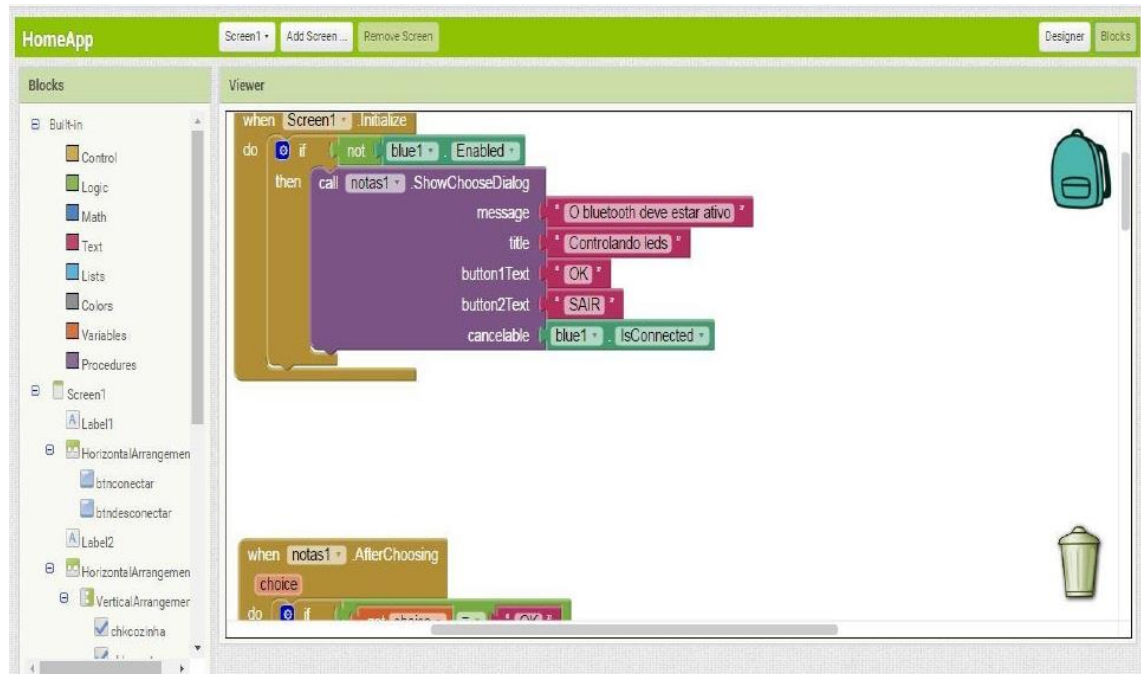 HomeApp Screen1 Add Screen ... Remove Screen Designer Blocks
Blocks
Viewer
Built-in
Control
Logic
Math
Text
Lists
Colors
Variables
Procedures
Screen1
Label1
HorizontalArrangemen
btnconectar
btndesconectar
Label2
HorizontalArrangemen
VerticalArrangemer
chkcozinha
when Screen1 .Initialize
do if not blue1 . Enabled
then call notas1 .ShowChooseDialog
message " O bluetooth deve estar ativo "
title " Controlando leds "
button1Text " OK "
button2Text " SAIR "
cancelable blue1 . IsConnected
when notas1 .AfterChoosing
choice
do if get choice = " OK "